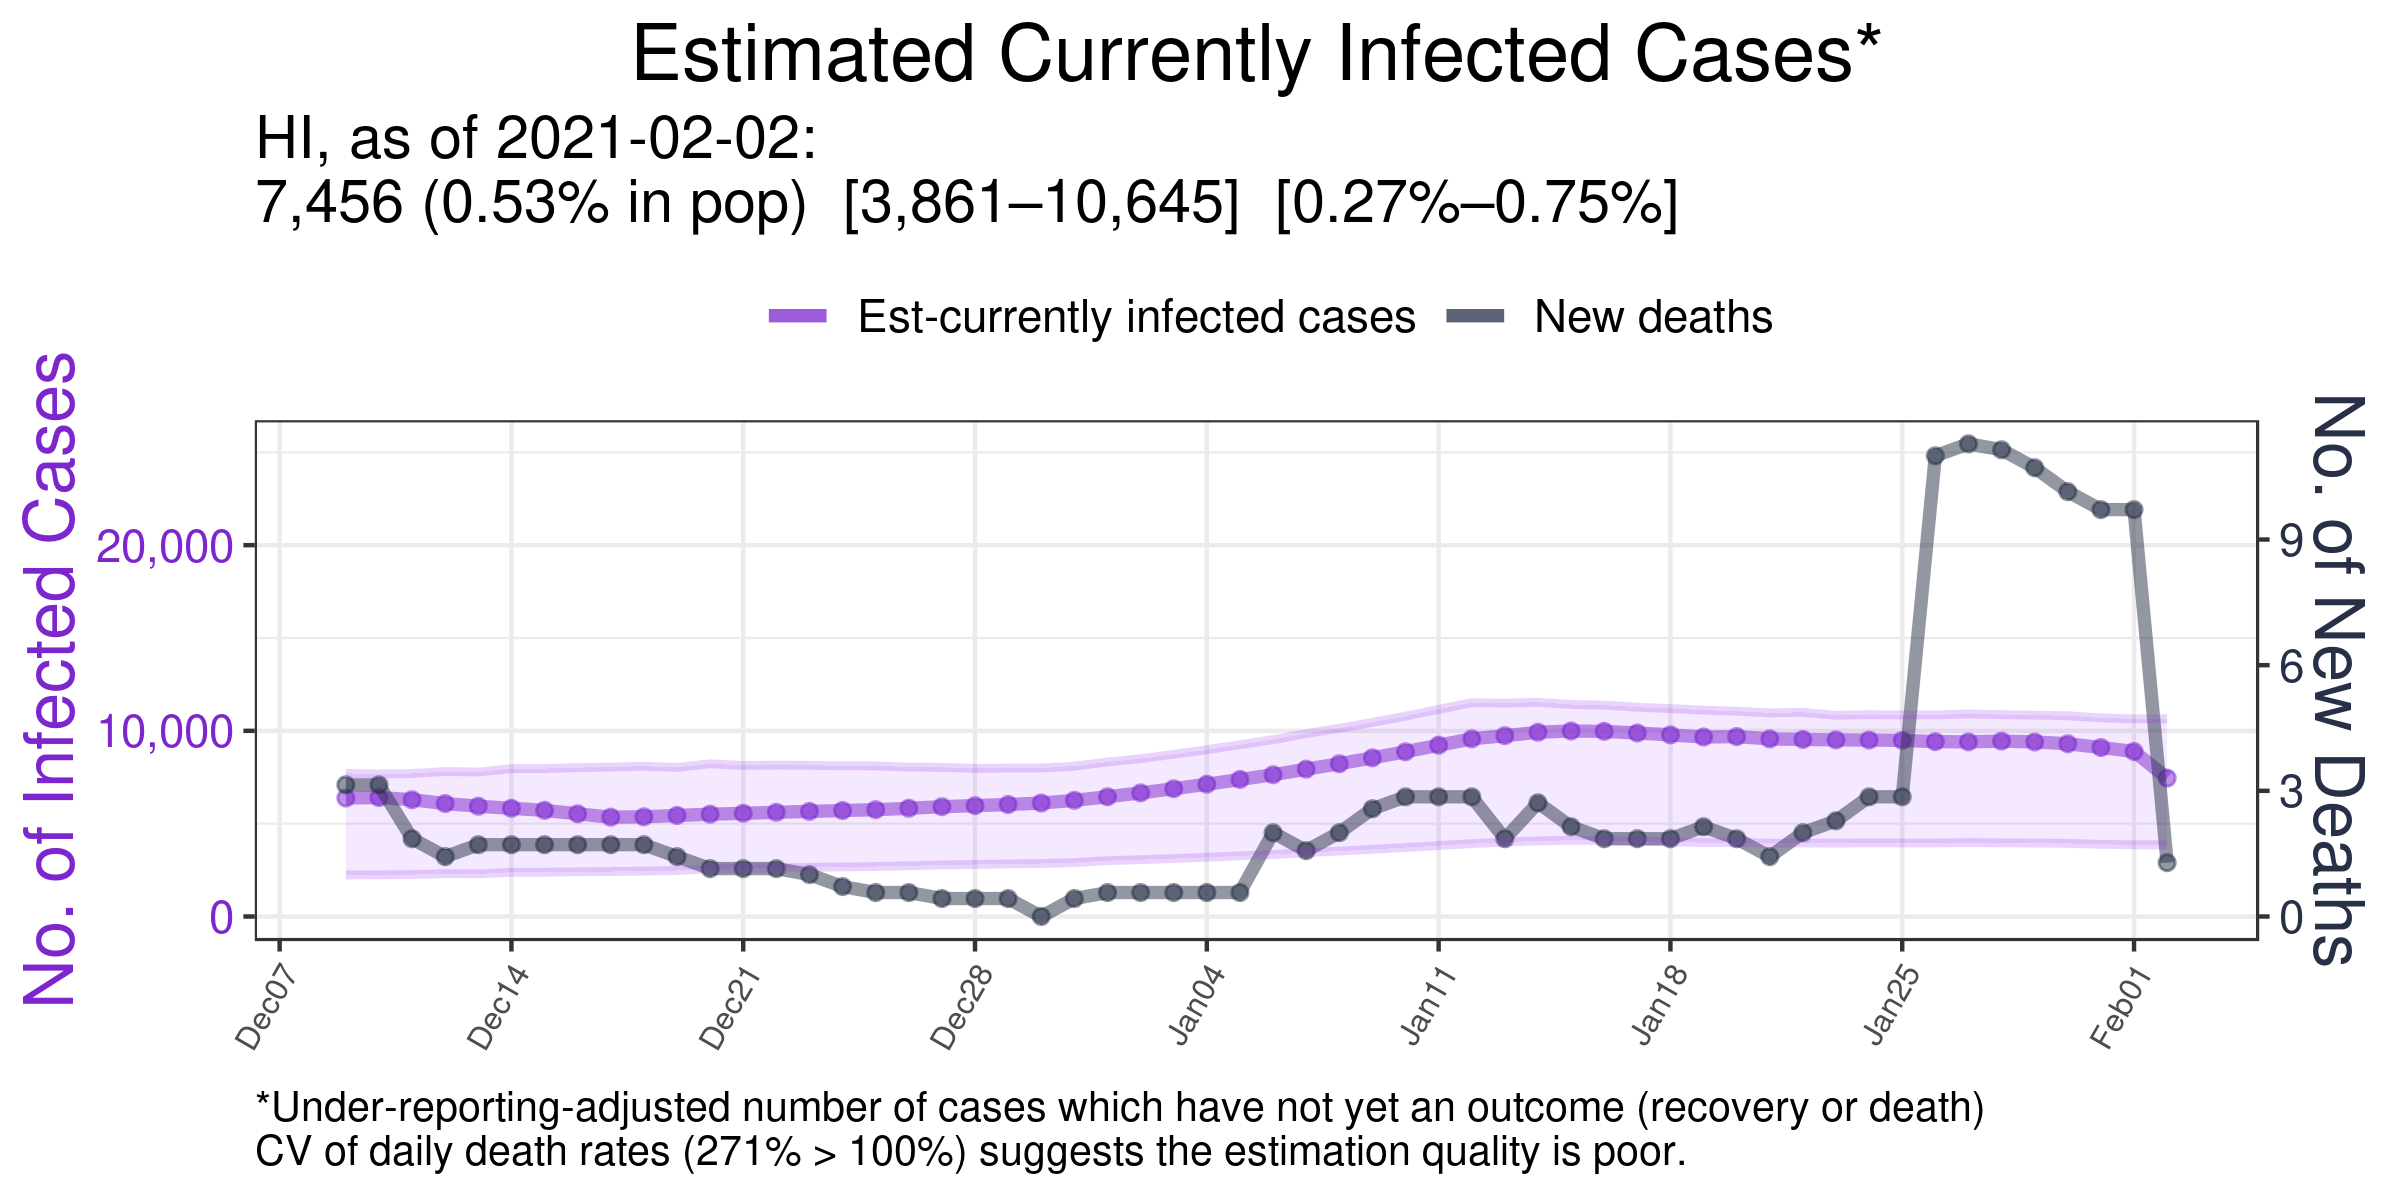 Estimated Currently Infected Cases*
HI, as of 2021-02-02:
7,456 (0.53% in pop)  [3,861–10,645]  [0.27%–0.75%]
Est-currently infected cases
New deaths
No. of Infected Cases
20,000
10,000
0
No. of New Deaths
9
6
3
0
Dec07
Dec14
Dec21
Dec28
Jan04
Jan11
Jan18
Jan25
Feb01
*Under-reporting-adjusted number of cases which have not yet an outcome (recovery or death)
CV of daily death rates (271% > 100%) suggests the estimation quality is poor.